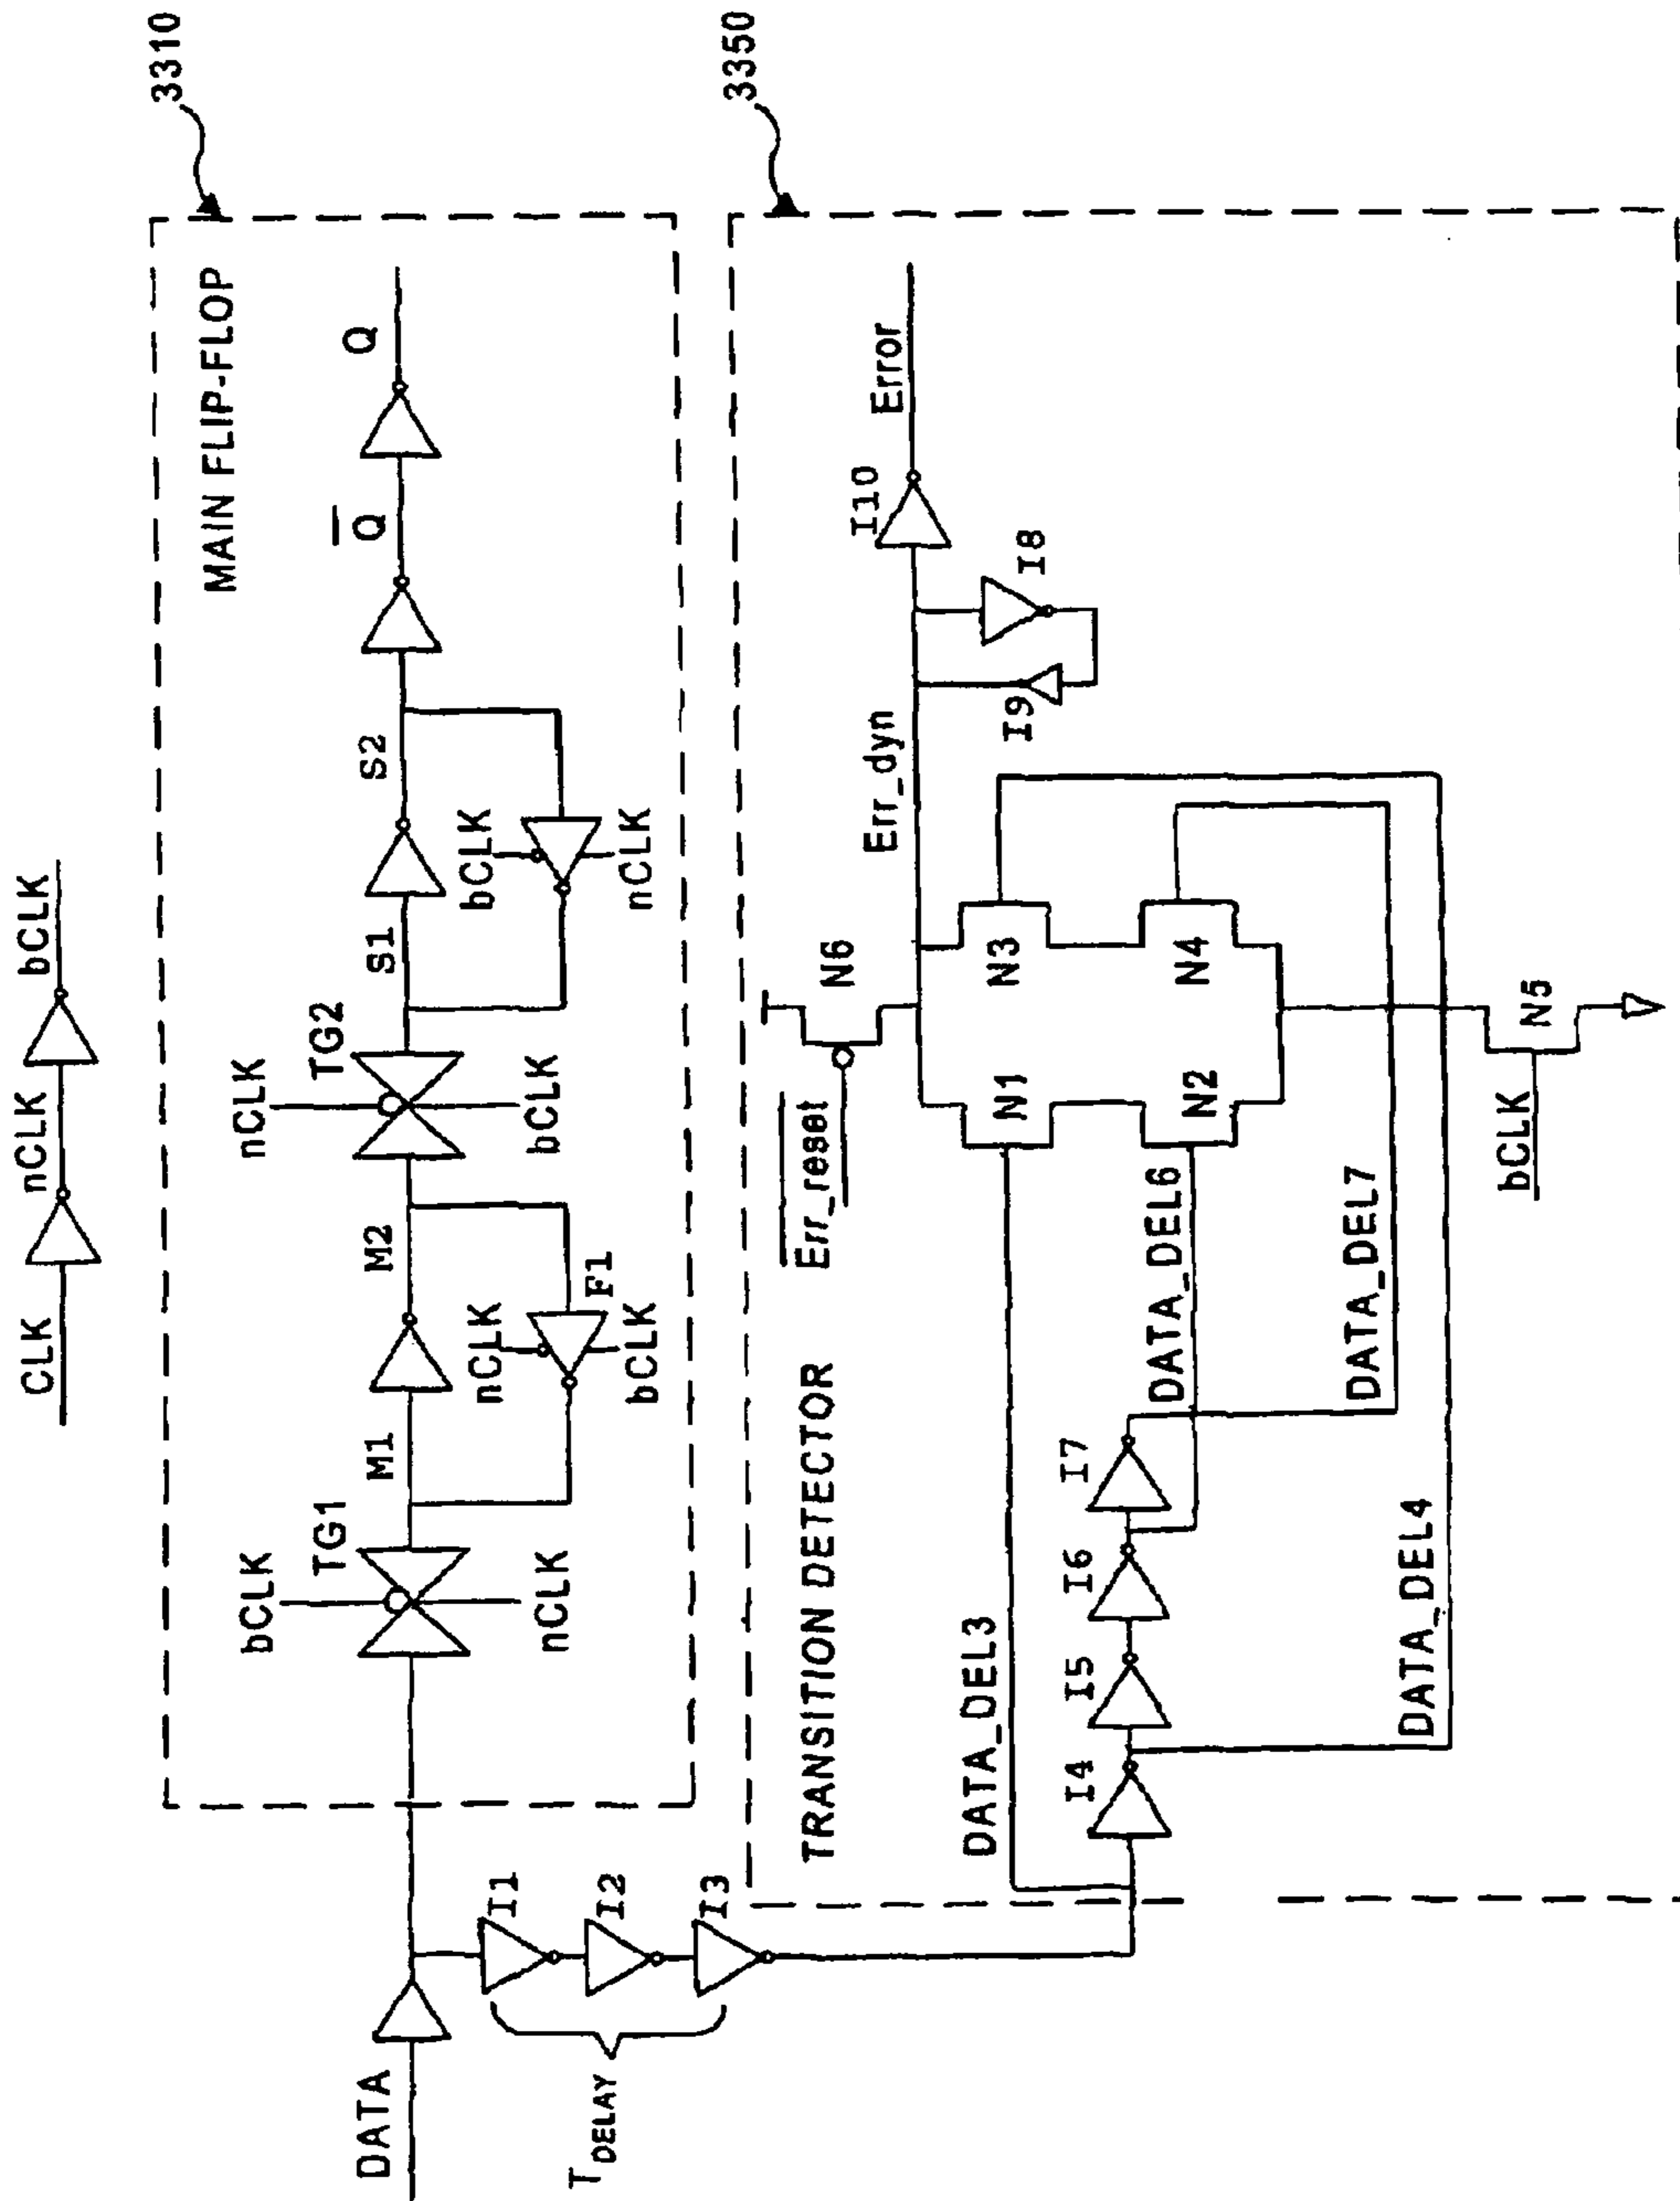 CLK
nCLK
bCLK
3310
MAIN FLIP-FLOP
DATA
bCLK
TG1
nCLK
M1
M2
nCLK
F1
bCLK
nCLK
TG2
bCLK
S1
S2
bCLK
nCLK
Q
Q
T DELAY
I1
I2
I3
3350
TRANSITION DETECTOR
DATA_DEL3
I4
I5
I6
I7
DATA_DEL4
DATA_DEL6
DATA_DEL7
Err_reset
N6
N1
N2
N3
N4
bCLK
N5
Err_dyn
I9
I8
I10
Error